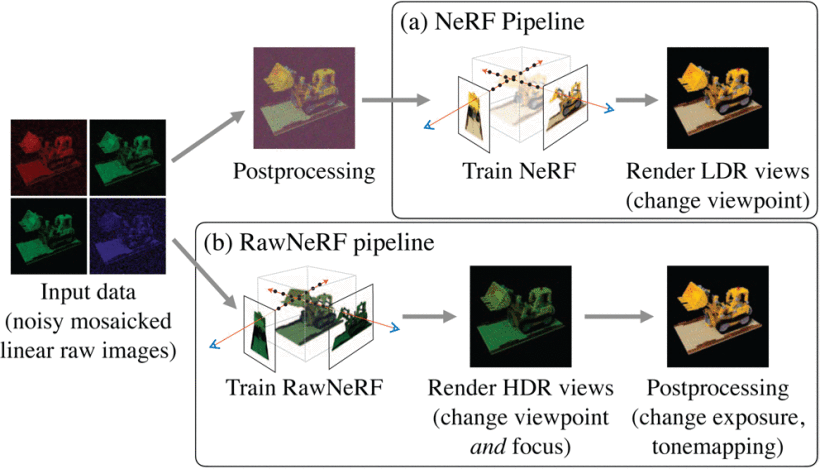 (a) NeRF Pipeline
Postprocessing
Train NeRF
Render LDR views
(change viewpoint)
Input data
(noisy mosaicked
linear raw images)
(b) RawNeRF pipeline
Train RawNeRF
Render HDR views
(change viewpoint
and focus)
Postprocessing
(change exposure,
tonemapping)